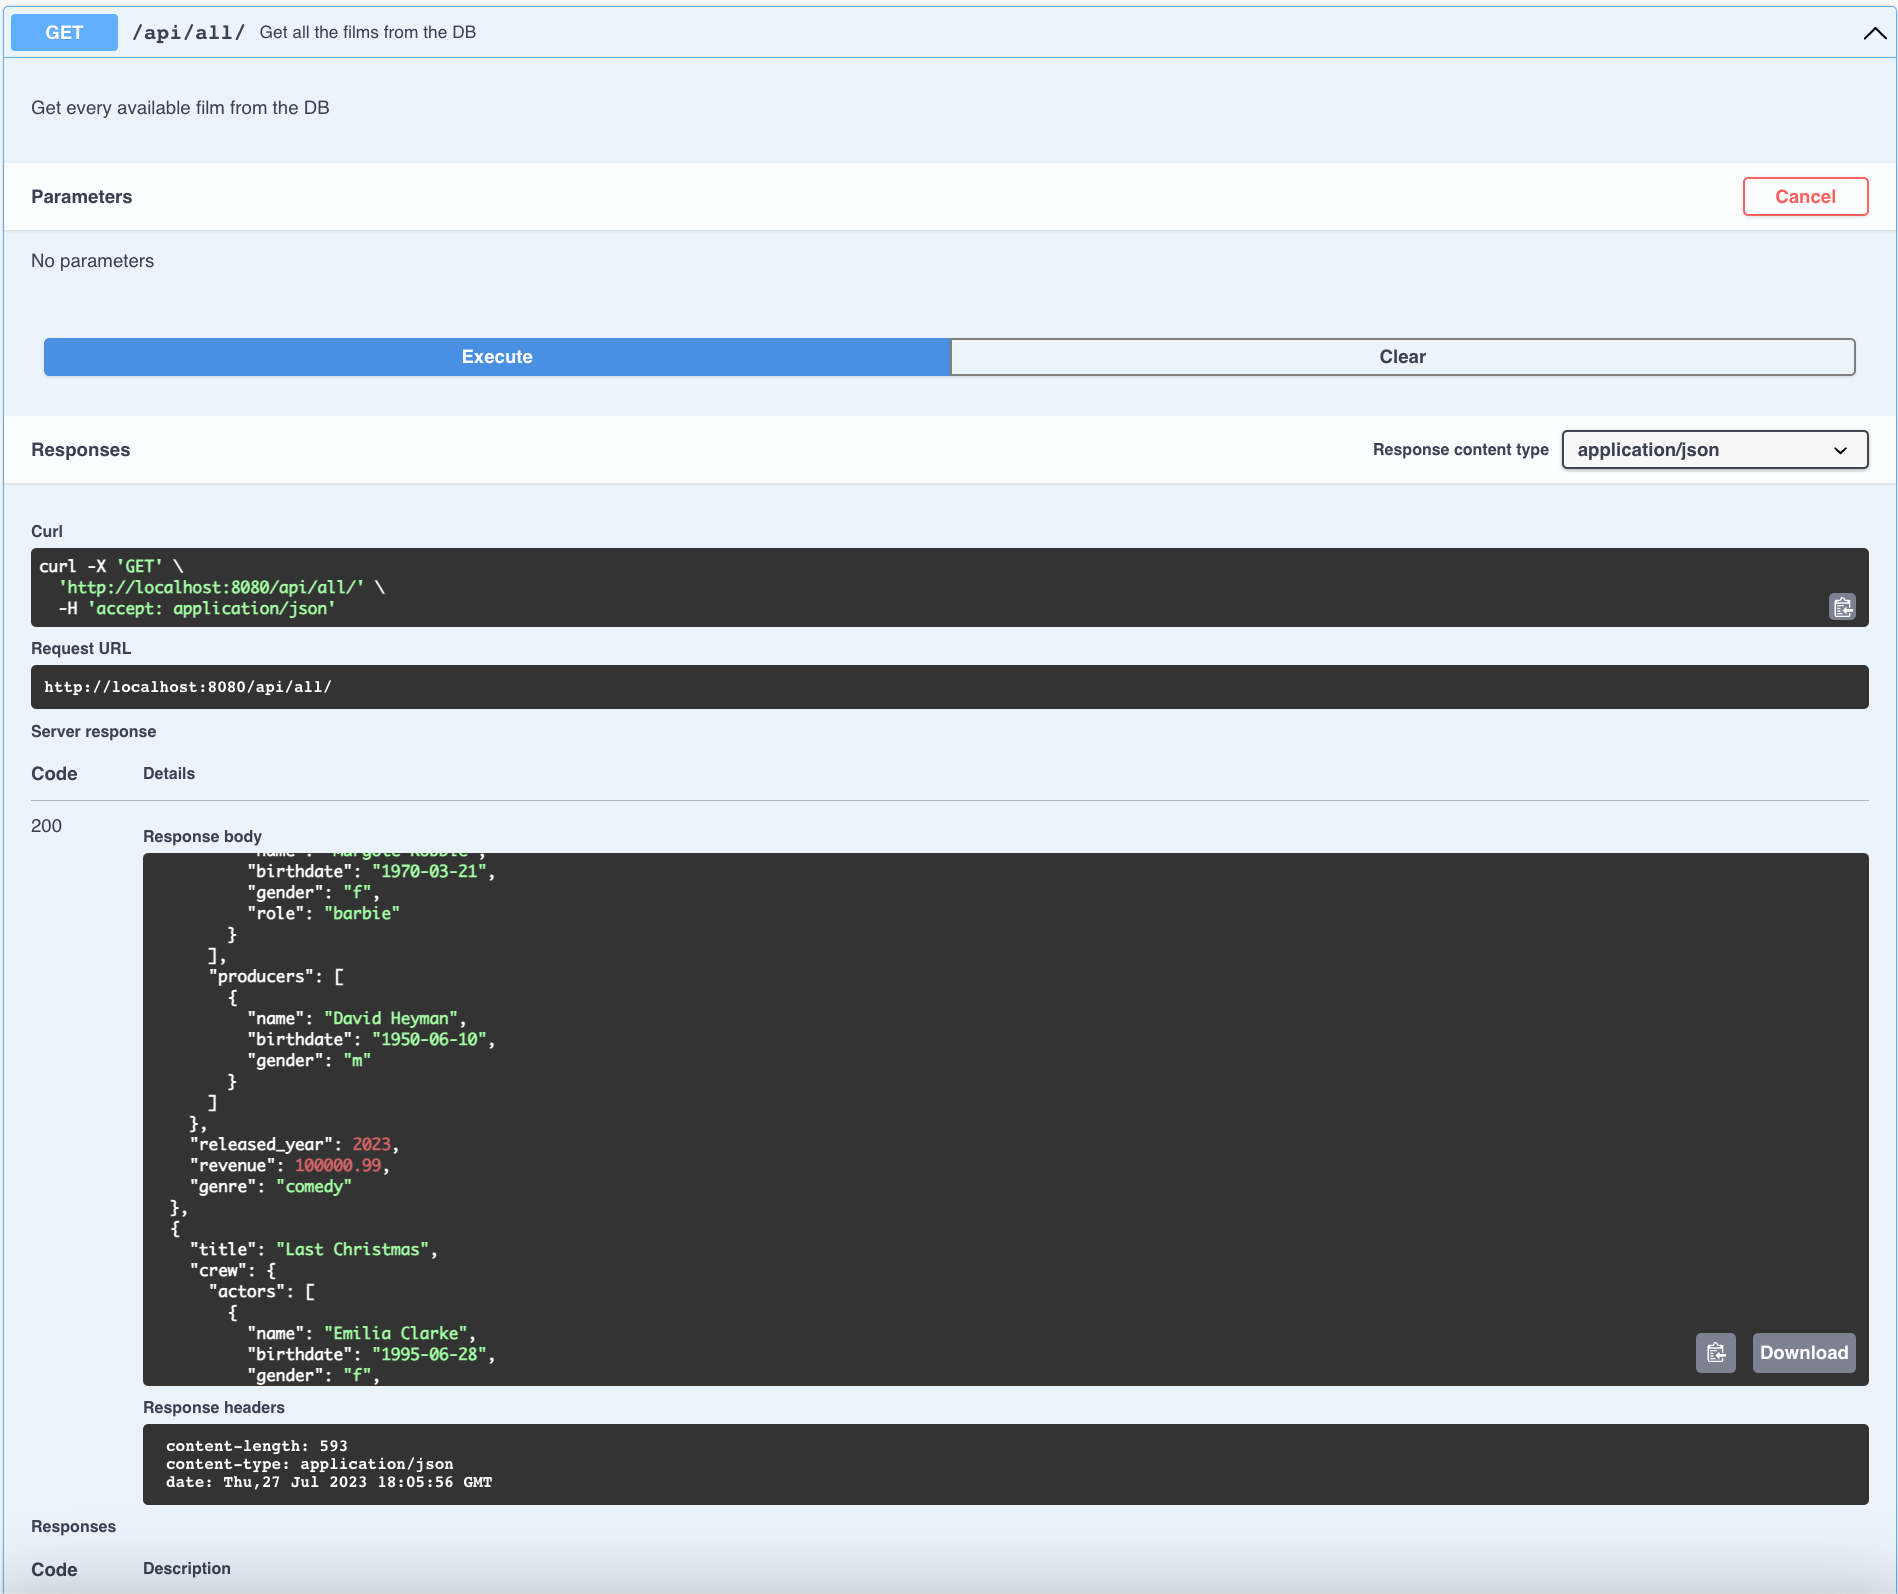 GET /api/all/ Get all the films from the DB
Get every available film from the DB
Parameters Cancel
No parameters
Execute Clear
Responses Response content type application/json
Curl
curl -X 'GET' \
'http://localhost:8080/api/all/' \
-H 'accept: application/json'
Request URL
http://localhost:8080/api/all/
Server response
Code Details
200
Response body
"birthdate": "1970-03-21",
"gender": "f",
"role": "barbie"
}
],
"producers": [
{
"name": "David Heyman",
"birthdate": "1950-06-10",
"gender": "m"
}
]
},
"released_year": 2023,
"revenue": 100000.99,
"genre": "comedy"
},
{
"title": "Last Christmas",
"crew": {
"actors": [
{
"name": "Emilia Clarke",
"birthdate": "1995-06-28",
"gender": "f",
Download
Response headers
content-length: 593
content-type: application/json
date: Thu,27 Jul 2023 18:05:56 GMT
Responses
Code Description